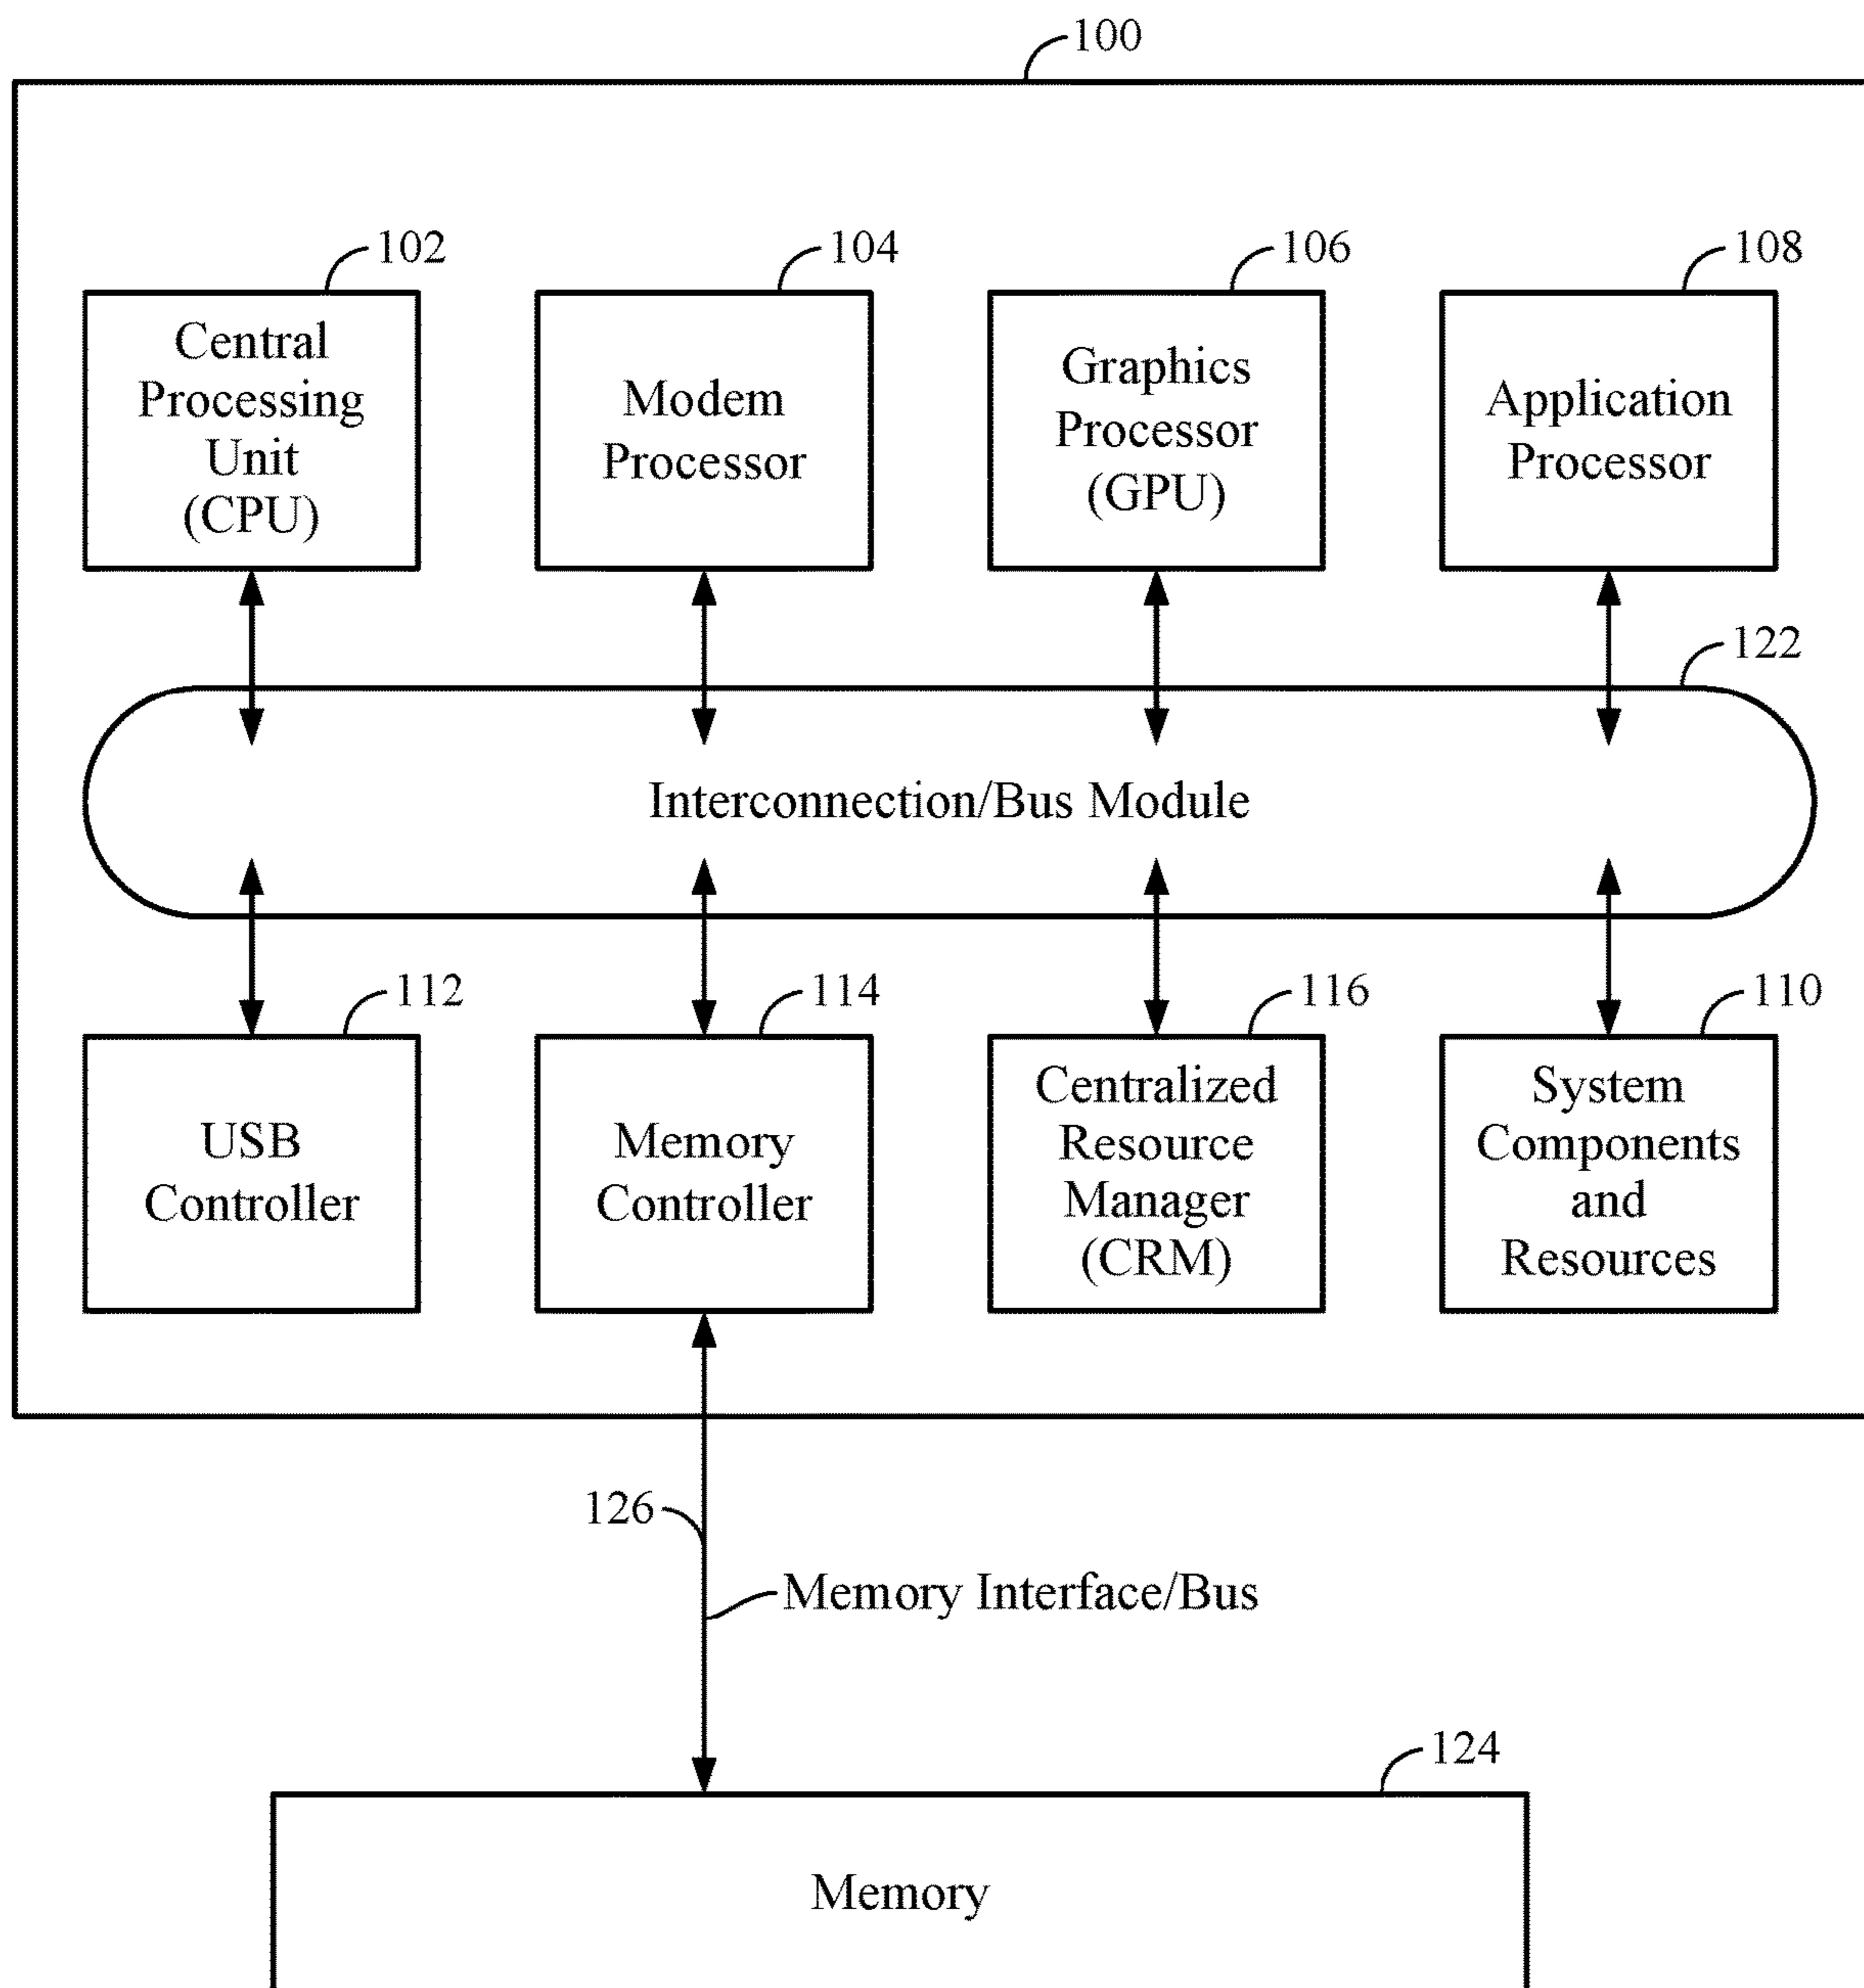 100
102
104
106
108
Central
Processing
Unit
(CPU)
Modem
Processor
Graphics
Processor
(GPU)
Application
Processor
122
Interconnection/Bus Module
112
114
116
110
USB
Controller
Memory
Controller
Centralized
Resource
Manager
(CRM)
System
Components
and
Resources
126
Memory Interface/Bus
124
Memory